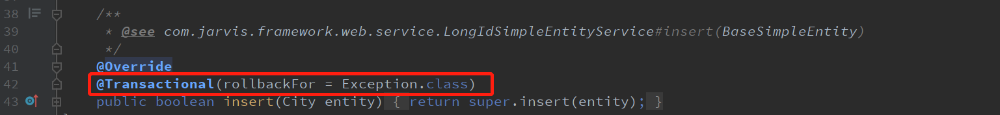 38 /**
39 * @see com.jarvis.framework.web.service.LongIdSimpleEntityService#insert(BaseSimpleEntity)
40 */
41 @Override
42 @Transactional(rollbackFor = Exception.class)
43 public boolean insert(City entity) { return super.insert(entity); }